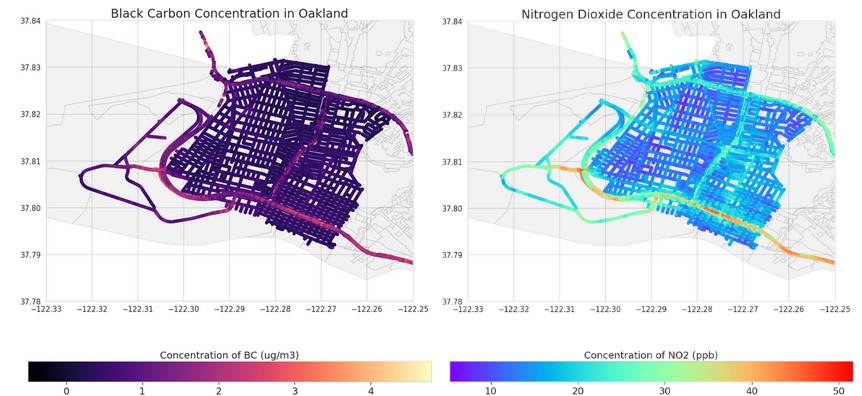 Black Carbon Concentration in Oakland
37.84
37.83
37.82
37.81
37.80
37.79
37.78
−122.33 −122.32 −122.31 −122.30 −122.29 −122.28 −122.27 −122.26 −122.25
Concentration of BC (ug/m3)
0 1 2 3 4
Nitrogen Dioxide Concentration in Oakland
37.84
37.83
37.82
37.81
37.80
37.79
37.78
−122.33 −122.32 −122.31 −122.30 −122.29 −122.28 −122.27 −122.26 −122.25
Concentration of NO2 (ppb)
10 20 30 40 50